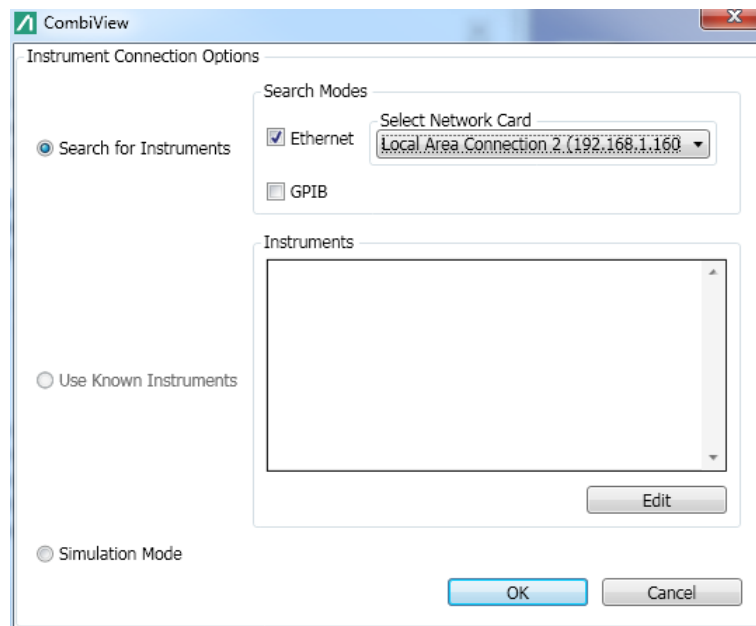 CombiView
Instrument Connection Options
Search Modes
Search for Instruments
Ethernet
Select Network Card
Local Area Connection 2 (192.168.1.160
GPIB
Instruments
Use Known Instruments
Edit
Simulation Mode
OK
Cancel